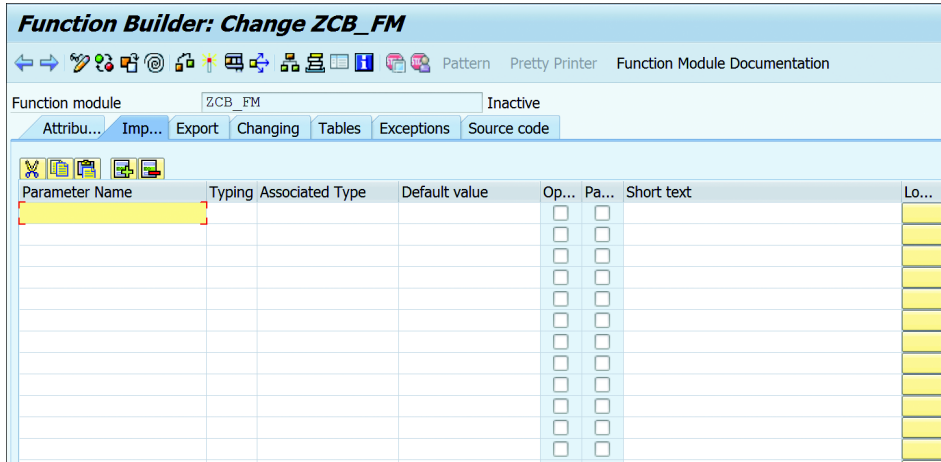 Function Builder: Change ZCB_FM
Pattern Pretty Printer Function Module Documentation
Function module ZCB_FM Inactive
Attribu... Imp... Export Changing Tables Exceptions Source code
Parameter Name Typing Associated Type Default value Op... Pa... Short text Lo...